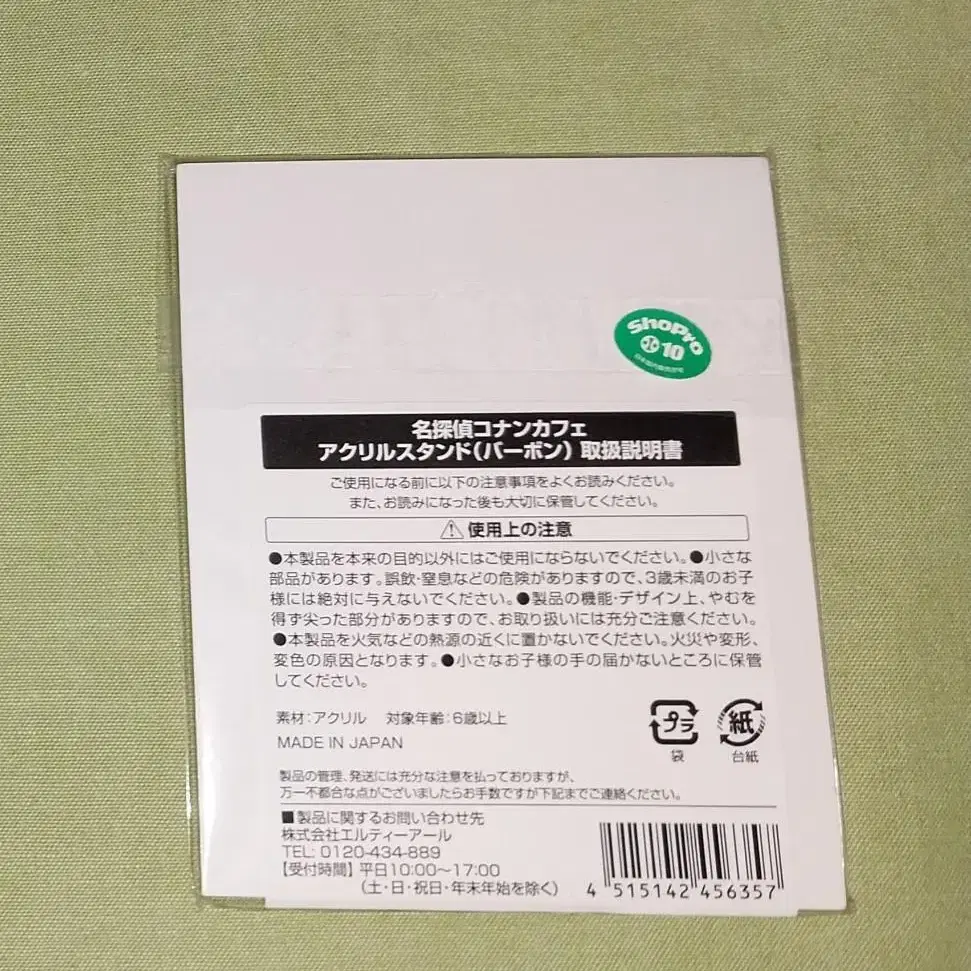 ShoPro
小 10
名探偵コナンカフェ
アクリルスタンド(バーボン) 取扱説明書
ご使用になる前に以下の注意事項をよくお読みください。
また、お読みになった後も大切に保管してください。
使用上の注意
●本製品を本来の目的以外にはご使用にならないでください。●小さな
部品があります。誤飲・窒息などの危険がありますので、3歳未満のお子
様には絶対に与えないでください。●製品の機能・デザイン上、やむを
得ず尖った部分がありますので、お取り扱いには充分ご注意ください。
●本製品を火気などの熱源の近くに置かないでください。火災や変形、
変色の原因となります。●小さなお子様の手の届かないところに保管
してください。
素材:アクリル 対象年齢:6歳以上
MADE IN JAPAN
プラ
袋
紙
台紙
製品の管理、発送には充分な注意を払っておりますが、
万一不都合な点がございましたらお手数ですが下記までご連絡ください。
■製品に関するお問い合わせ先
株式会社エルティーアール
TEL: 0120-434-889
【受付時間】平日10:00〜17:00
(土・日・祝日・年末年始を除く)
4 515142 456357